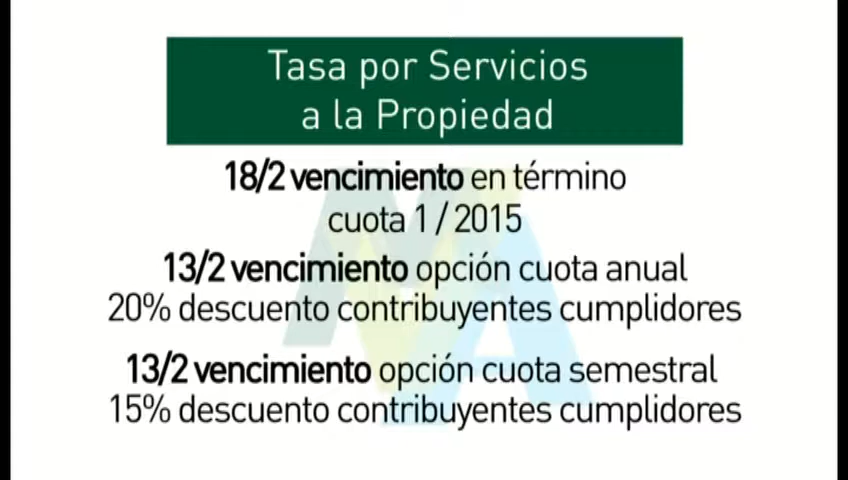 Tasa por Servicios
a la Propiedad
18/2 vencimiento en término
cuota 1 / 2015
13/2 vencimiento opción cuota anual
20% descuento contribuyentes cumplidores
13/2 vencimiento opción cuota semestral
15% descuento contribuyentes cumplidores